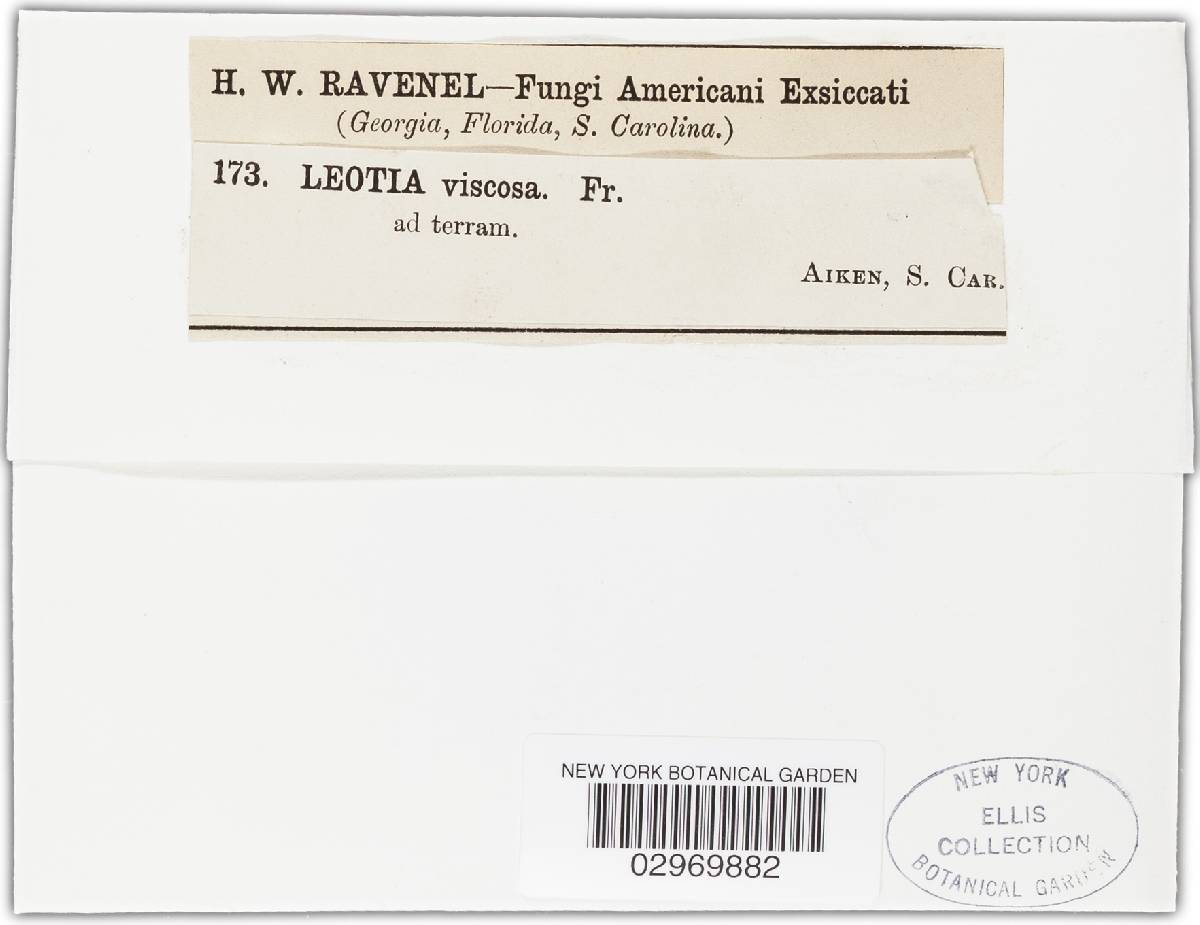 H. W. RAVENEL—Fungi Americani Exsiccati
(Georgia, Florida, S. Carolina.)
173. LEOTIA viscosa. Fr.
ad terram.
AIKEN, S. CAR.
NEW YORK BOTANICAL GARDEN
02969882
NEW YORK
ELLIS
COLLECTION
BOTANICAL GARDEN